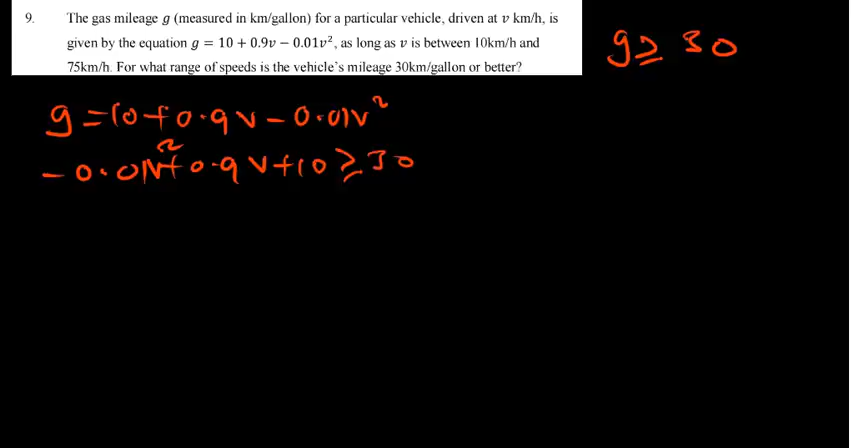 9. The gas mileage g (measured in km/gallon) for a particular vehicle, driven at v km/h, is
given by the equation g = 10 + 0.9v − 0.01v², as long as v is between 10km/h and
75km/h. For what range of speeds is the vehicle's mileage 30km/gallon or better?
g ≥ 30
g = 10 + 0.9v − 0.01v²
− 0.01v² + 0.9v + 10 ≥ 30